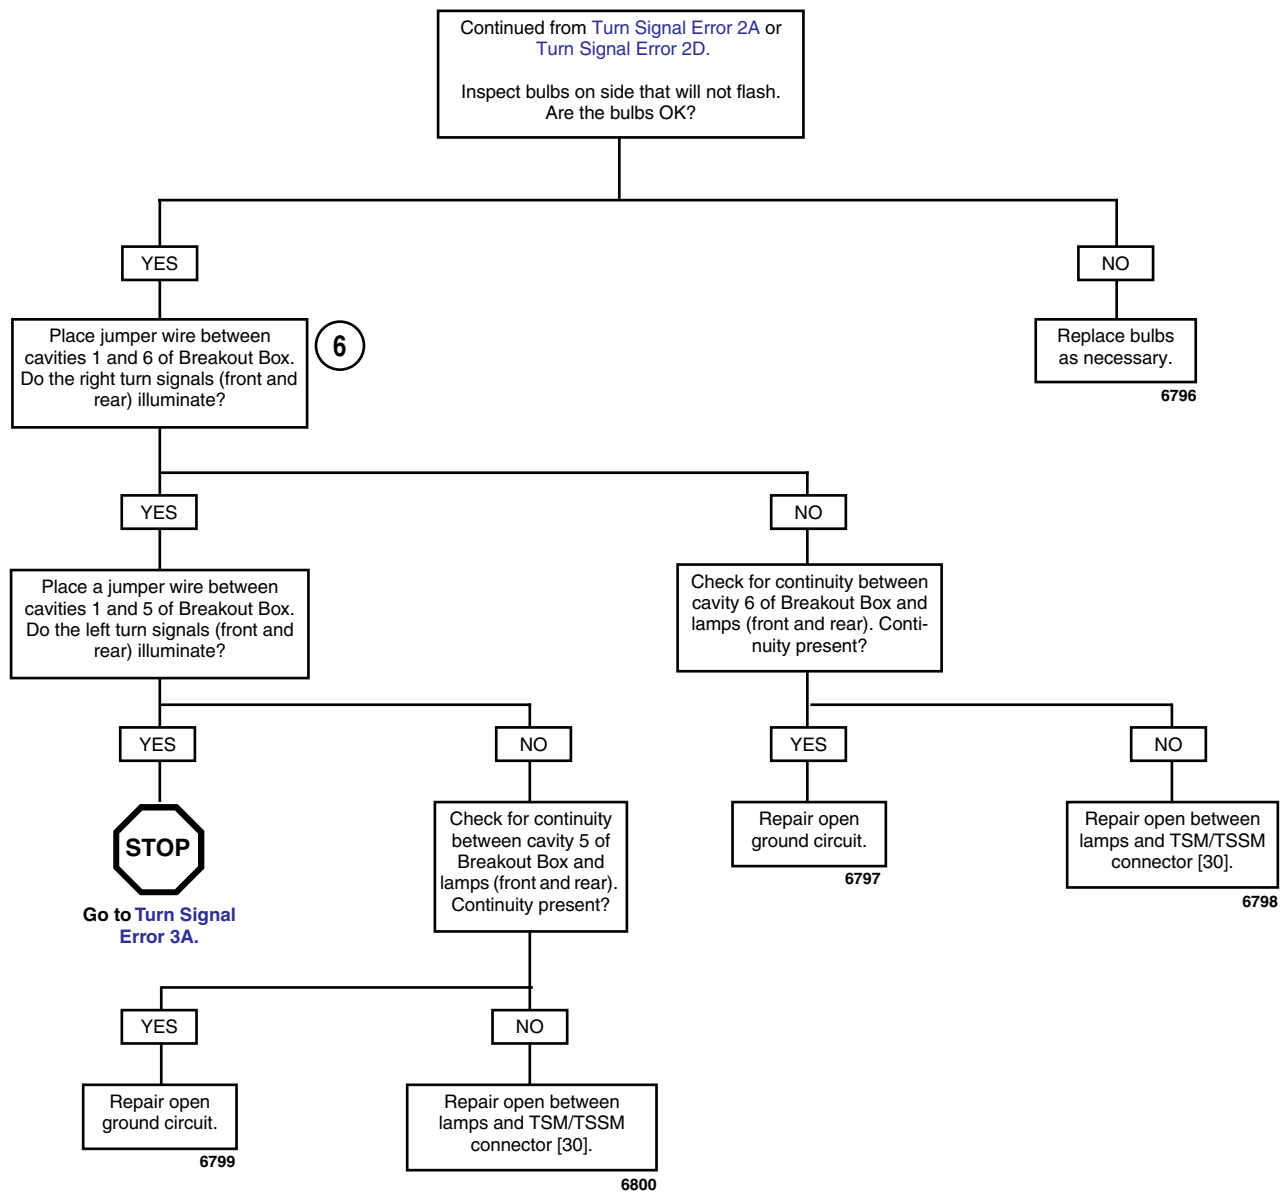 Continued from Turn Signal Error 2A or
Turn Signal Error 2D.
Inspect bulbs on side that will not flash.
Are the bulbs OK?
YES
NO
Place jumper wire between
cavities 1 and 6 of Breakout Box.
Do the right turn signals (front and
rear) illuminate?
6
Replace bulbs
as necessary.
6796
YES
NO
Place a jumper wire between
cavities 1 and 5 of Breakout Box.
Do the left turn signals (front and
rear) illuminate?
Check for continuity between
cavity 6 of Breakout Box and
lamps (front and rear). Conti-
nuity present?
YES
NO
YES
NO
STOP
Go to Turn Signal
Error 3A.
Check for continuity
between cavity 5 of
Breakout Box and
lamps (front and rear).
Continuity present?
Repair open
ground circuit.
6797
Repair open between
lamps and TSM/TSSM
connector [30].
6798
YES
NO
Repair open
ground circuit.
6799
Repair open between
lamps and TSM/TSSM
connector [30].
6800